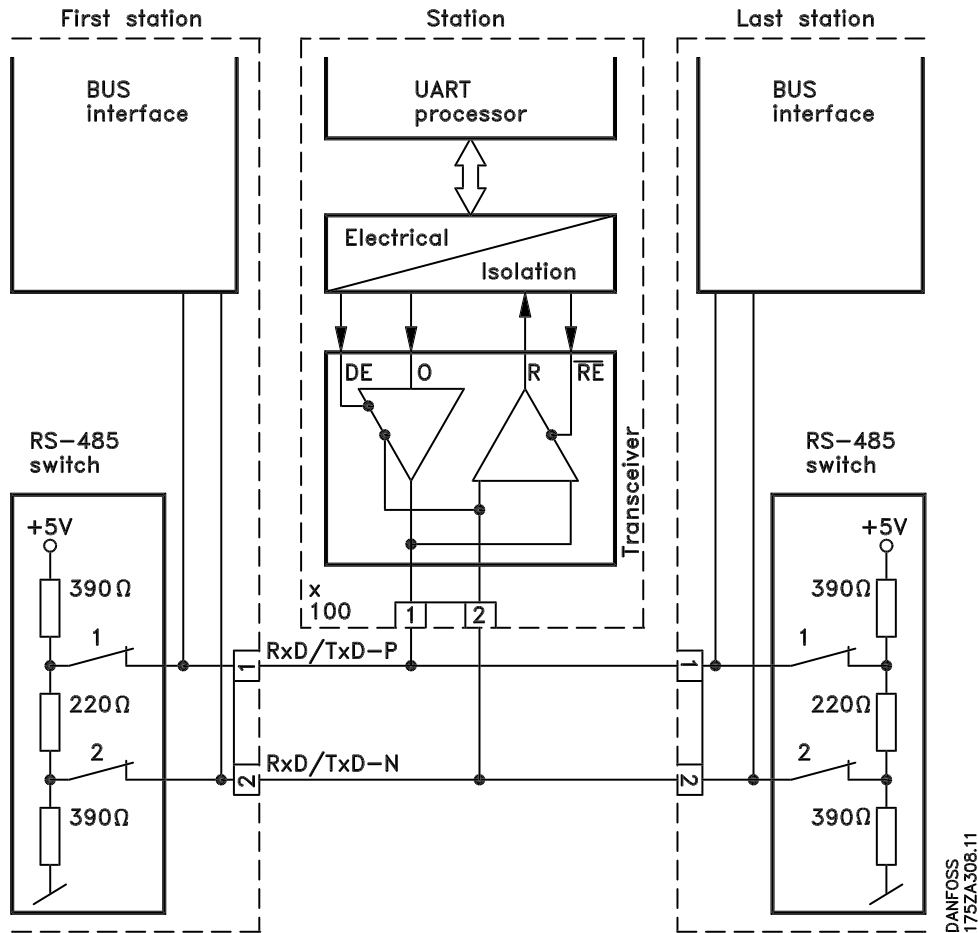 First station
Station
Last station
BUS
interface
UART
processor
BUS
interface
Electrical
Isolation
DE
O
R
RE
Transceiver
RS-485
switch
RS-485
switch
+5V
390Ω
1
220Ω
2
390Ω
x
100
1
2
RxD/TxD-P
1
1
RxD/TxD-N
2
2
+5V
390Ω
1
220Ω
2
390Ω
DANFOSS
175ZA308.11